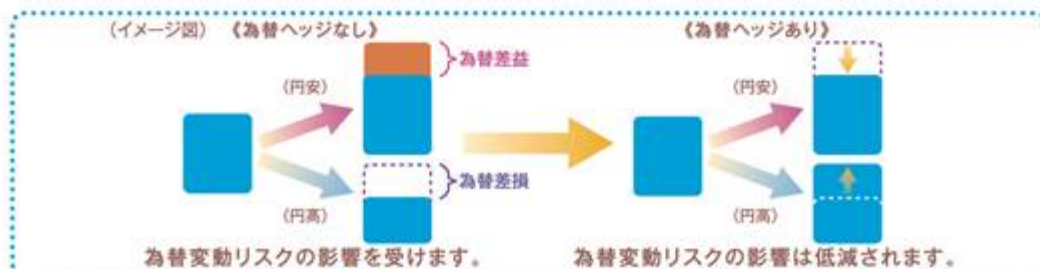 (イメージ図) 《為替ヘッジなし》
為替差益
(円安)
為替差損
(円高)
為替変動リスクの影響を受けます。
《為替ヘッジあり》
(円安)
(円高)
為替変動リスクの影響は低減されます。